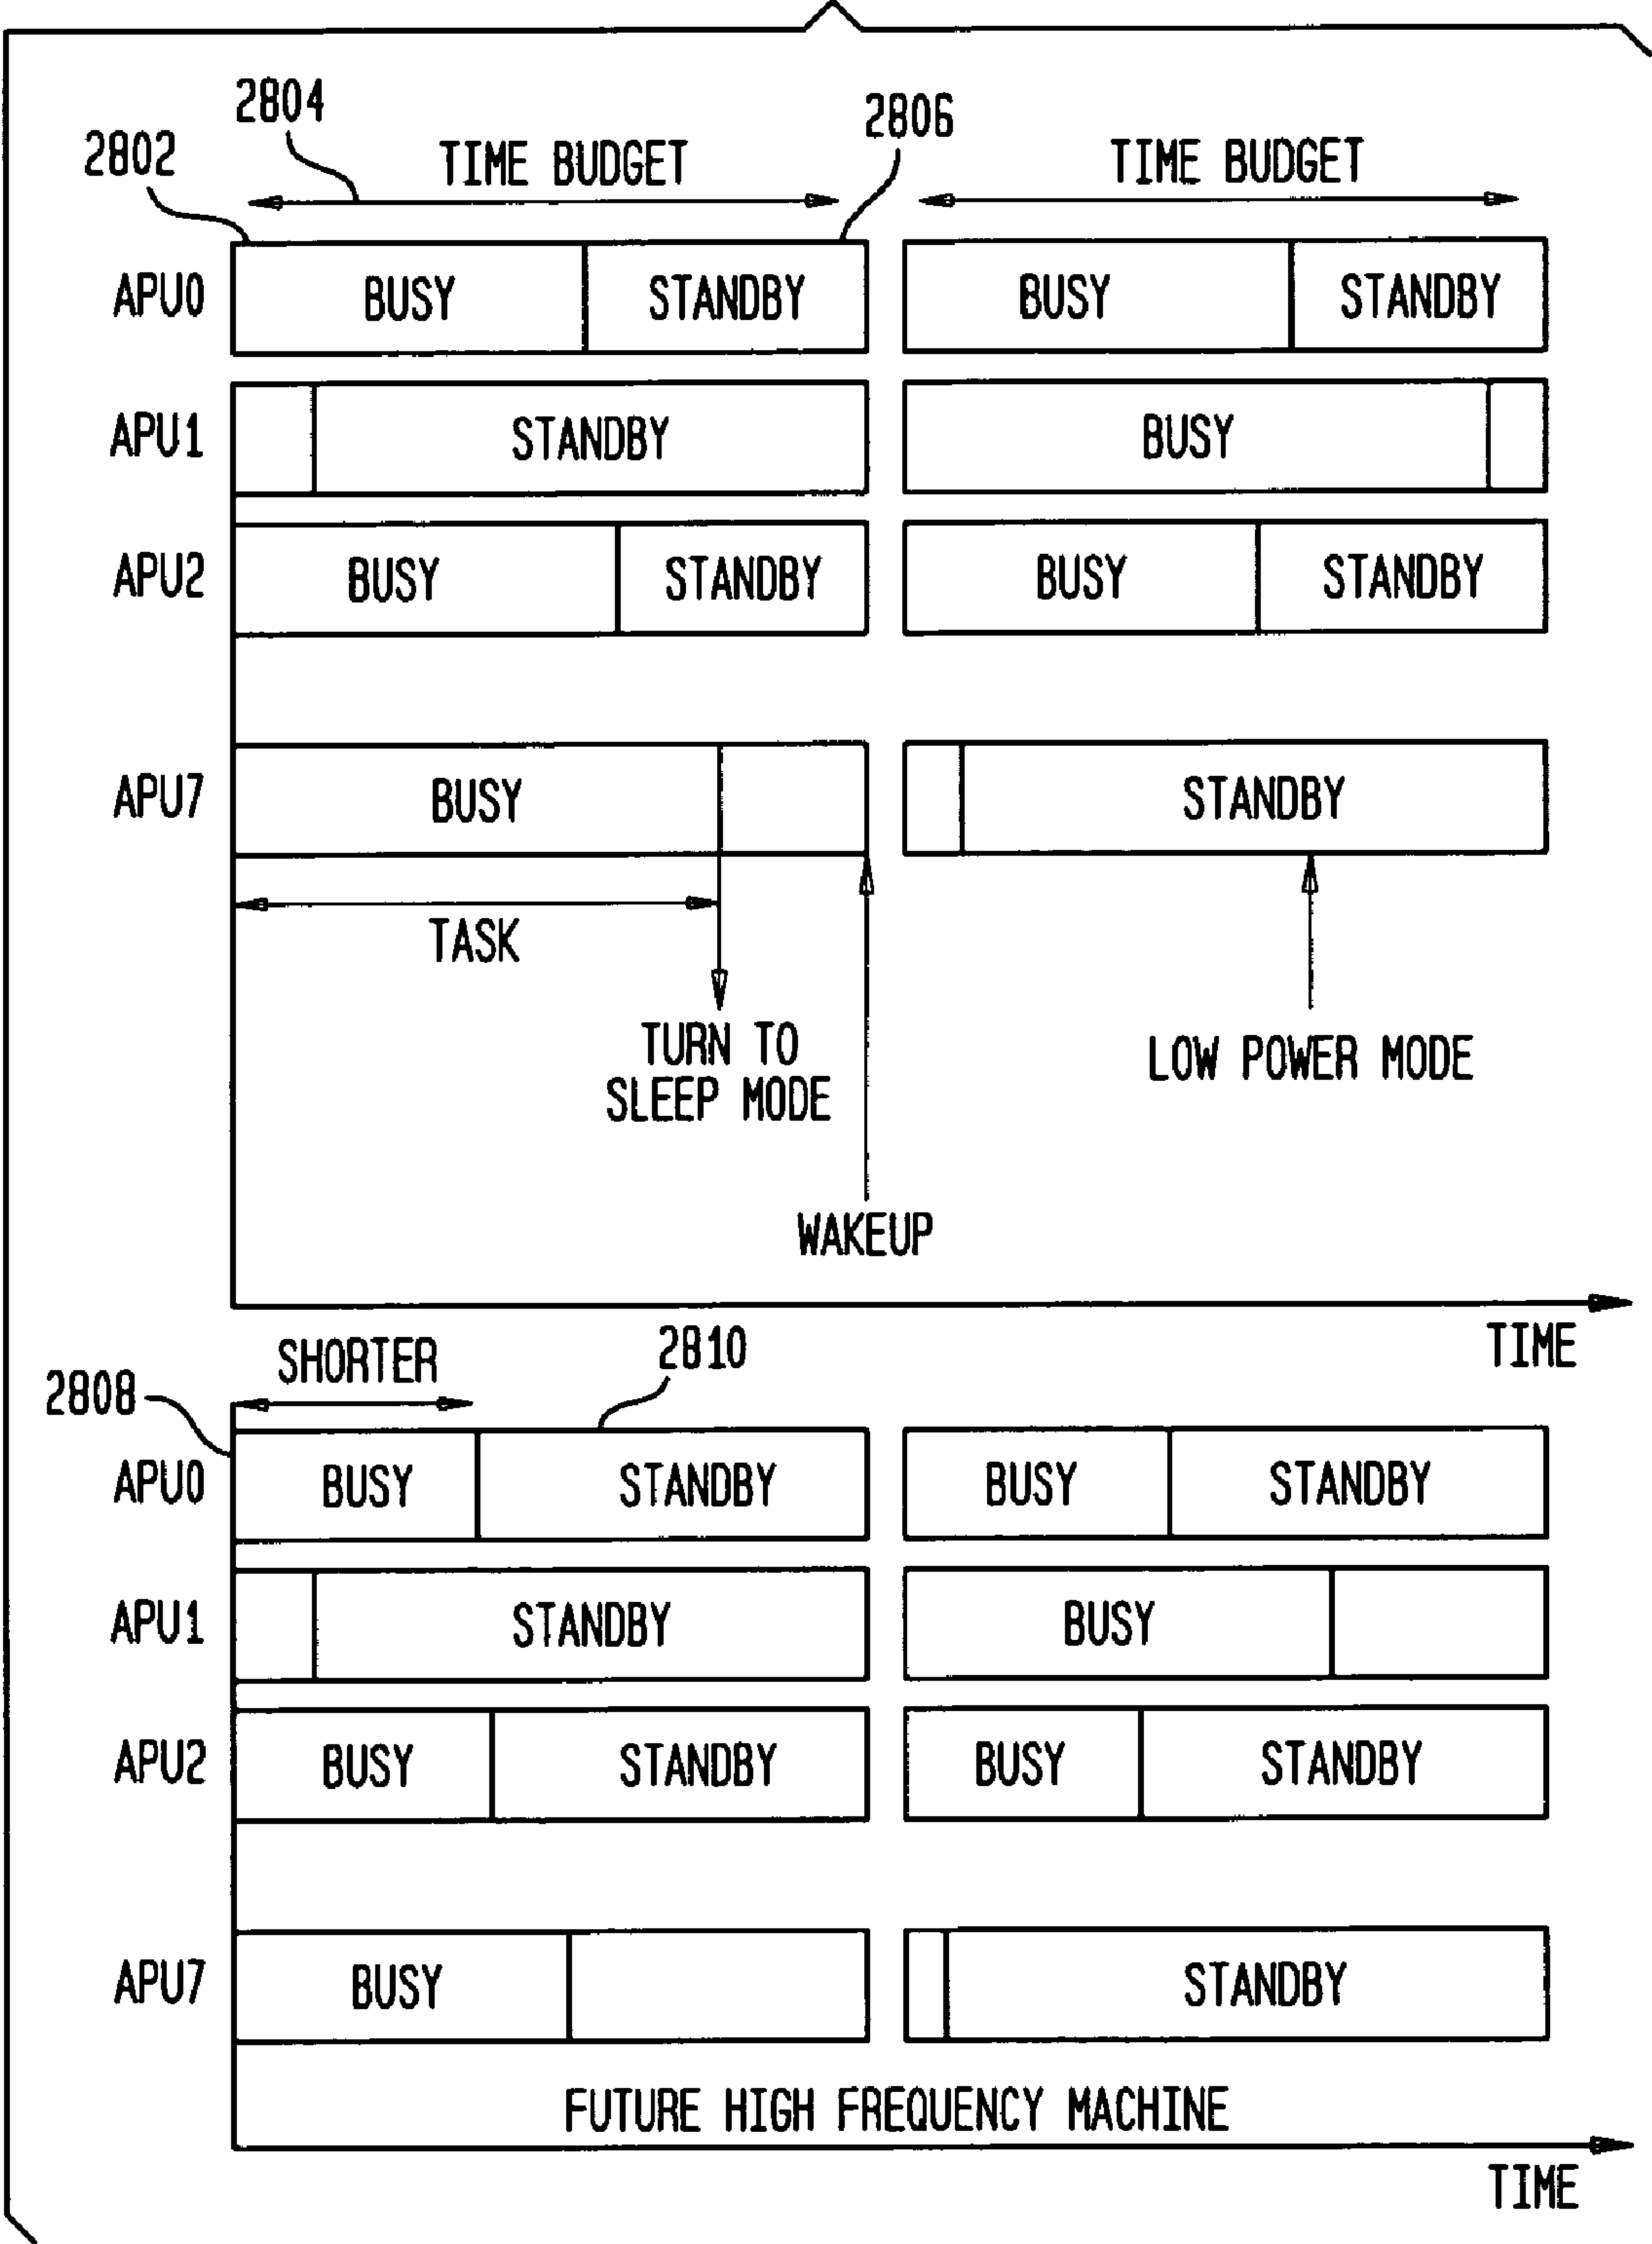 2804
2806
2802
TIME BUDGET
TIME BUDGET
APU0 BUSY STANDBY BUSY STANDBY
APU1 STANDBY BUSY
APU2 BUSY STANDBY BUSY STANDBY
APU7 BUSY STANDBY
TASK
TURN TO
SLEEP MODE
LOW POWER MODE
WAKEUP
TIME
SHORTER
2810
2808
APU0 BUSY STANDBY BUSY STANDBY
APU1 STANDBY BUSY
APU2 BUSY STANDBY BUSY STANDBY
APU7 BUSY STANDBY
FUTURE HIGH FREQUENCY MACHINE
TIME